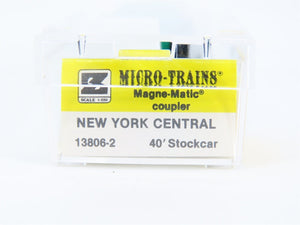 MICRO-TRAINS®
Magne-Matic®
coupler
NEW YORK CENTRAL
13806-2 40' Stockcar